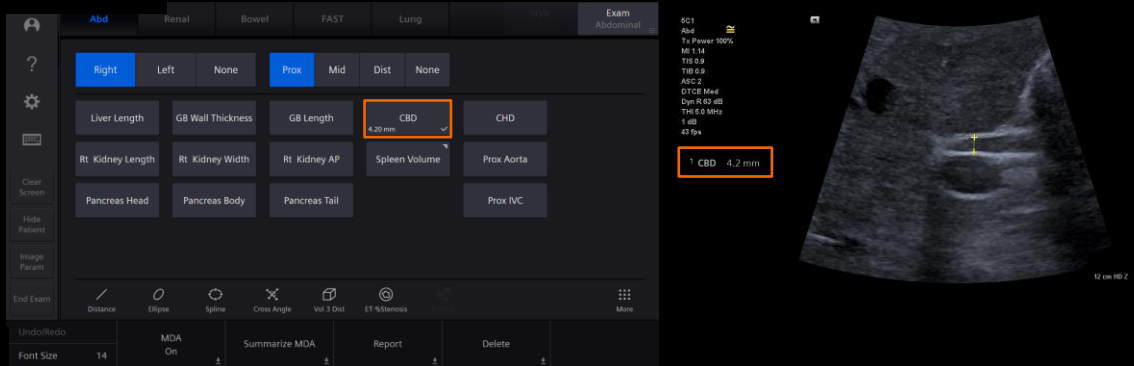 Abd Renal Bowel FAST Lung Style Exam
Abdominal
Right Left None Prox Mid Dist None
Liver Length GB Wall Thickness GB Length CBD CHD
4.20 mm
Rt Kidney Length Rt Kidney Width Rt Kidney AP Spleen Volume Prox Aorta
Pancreas Head Pancreas Body Pancreas Tail Prox IVC
Clear
Screen
Hide
Patient
Image
Param
End Exam
Distance Ellipse Spline Cross Angle Vol 3 Dist ET-%Stenosis More
Undo/Redo
Font Size 14
MDA
On
Summarize MDA Report Delete
6C1
Abd
Tx Power 100%
MI 1.14
TIS 0.9
TIB 0.9
ASC 2
DTCE Med
Dyn R 63 dB
THI 5.0 MHz
1 dB
43 fps
1 CBD 4.2 mm
12 cm HD Z